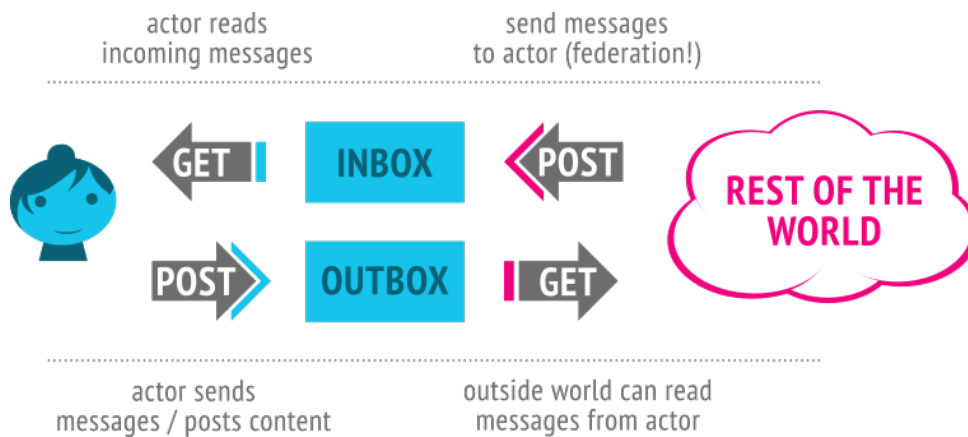 actor reads
incoming messages
send messages
to actor (federation!)
GET
INBOX
POST
REST OF THE
WORLD
POST
OUTBOX
GET
actor sends
messages / posts content
outside world can read
messages from actor